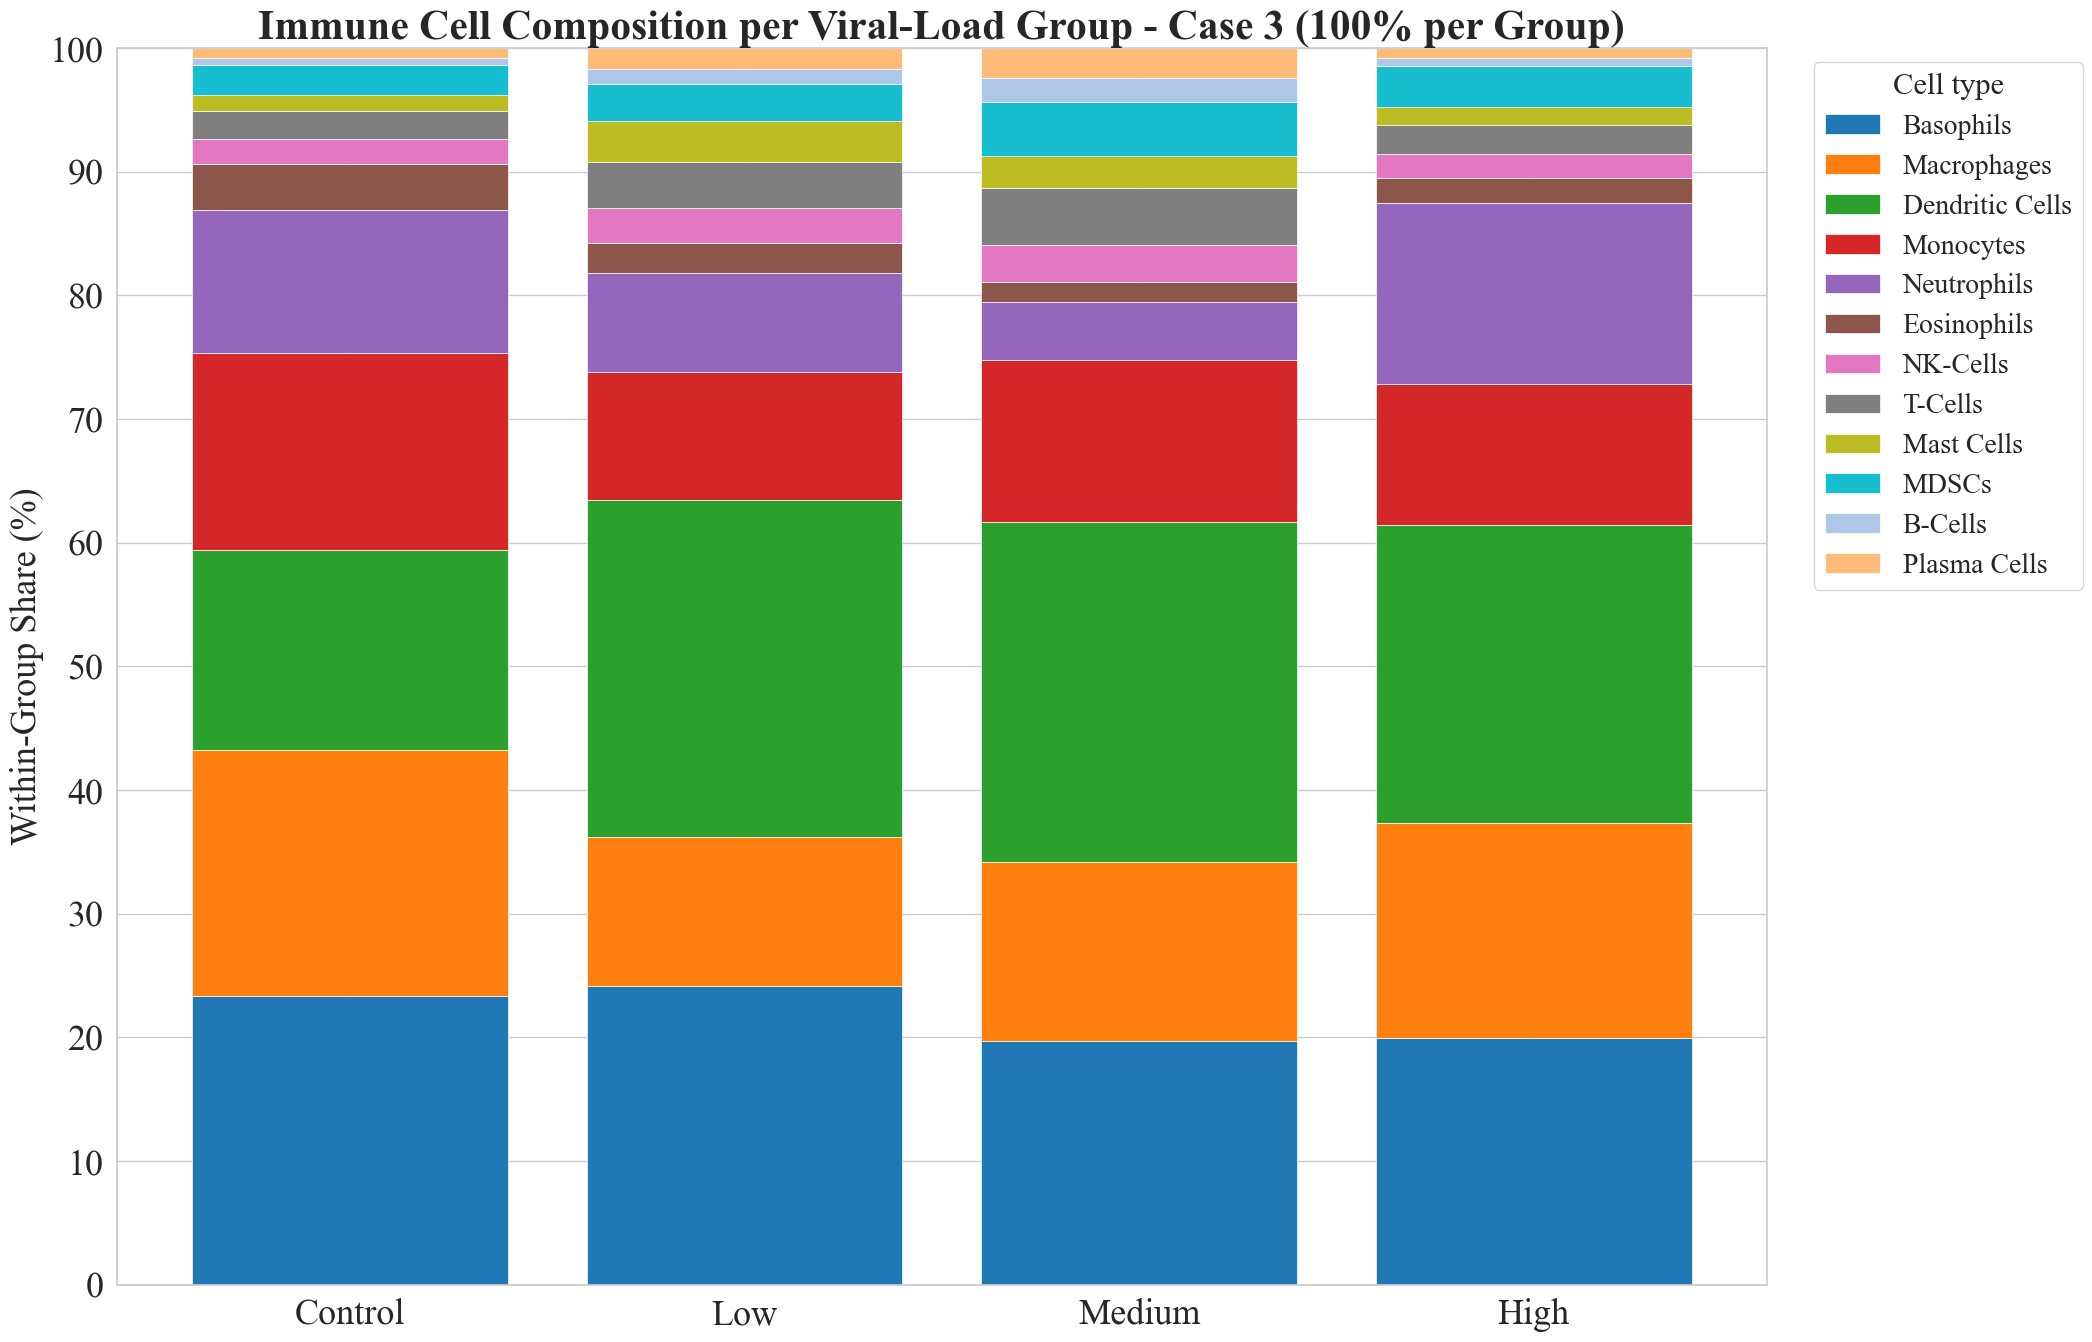 Immune Cell Composition per Viral-Load Group - Case 3 (100% per Group)
Within-Group Share (%)
100
90
80
70
60
50
40
30
20
10
0
Control
Low
Medium
High
Cell type
Basophils
Macrophages
Dendritic Cells
Monocytes
Neutrophils
Eosinophils
NK-Cells
T-Cells
Mast Cells
MDSCs
B-Cells
Plasma Cells